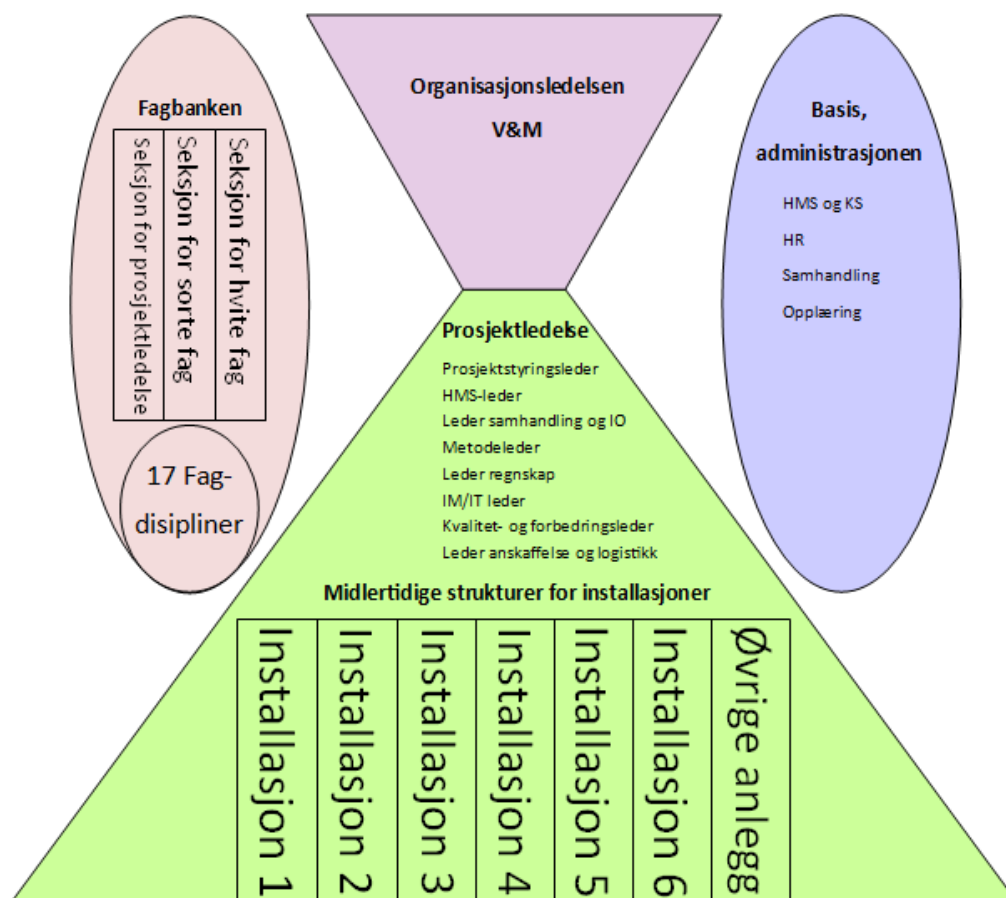 Fagbanken
Seksjon for prosjektledelse
Seksjon for sorte fag
Seksjon for hvite fag
17 Fag-
disipliner
Organisasjonsledelsen
V&M
Basis,
administrasjonen
HMS og KS
HR
Samhandling
Opplæring
Prosjektledelse
Prosjektstyringsleder
HMS-leder
Leder samhandling og IO
Metodeleder
Leder regnskap
IM/IT leder
Kvalitet- og forbedringsleder
Leder anskaffelse og logistikk
Midlertidige strukturer for installasjoner
Installasjon 1
Installasjon 2
Installasjon 3
Installasjon 4
Installasjon 5
Installasjon 6
Øvrige anlegg